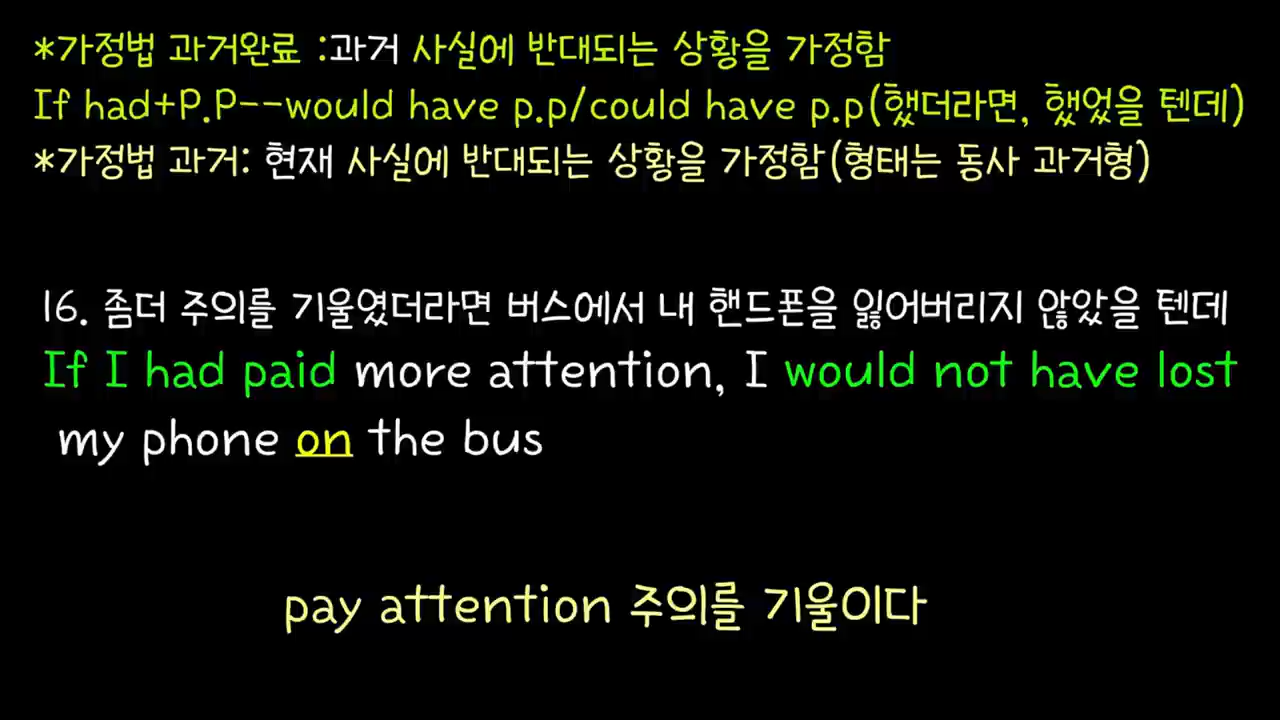 *가정법 과거완료 :과거 사실에 반대되는 상황을 가정함
If had+P.P--would have p.p/could have p.p(했더라면, 했었을 텐데)
*가정법 과거: 현재 사실에 반대되는 상황을 가정함(형태는 동사 과거형)
16. 좀더 주의를 기울였더라면 버스에서 내 핸드폰을 잃어버리지 않았을 텐데
If I had paid more attention, I would not have lost
my phone on the bus
pay attention 주의를 기울이다